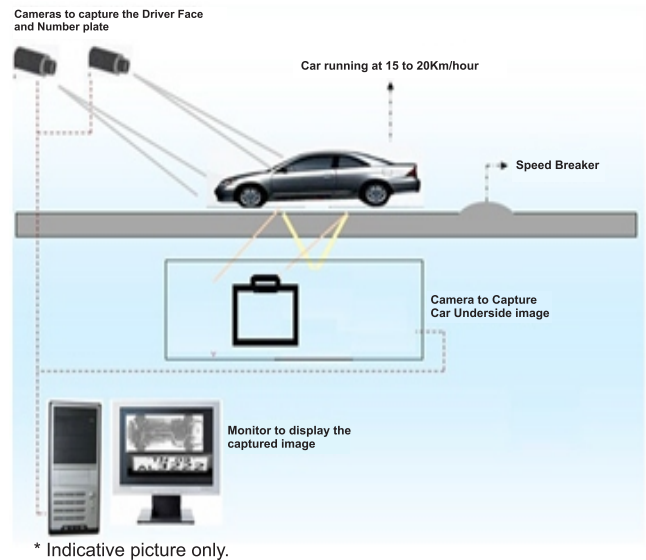 Cameras to capture the Driver Face
and Number plate
Car running at 15 to 20Km/hour
Speed Breaker
Camera to Capture
Car Underside image
Monitor to display the
captured image
* Indicative picture only.